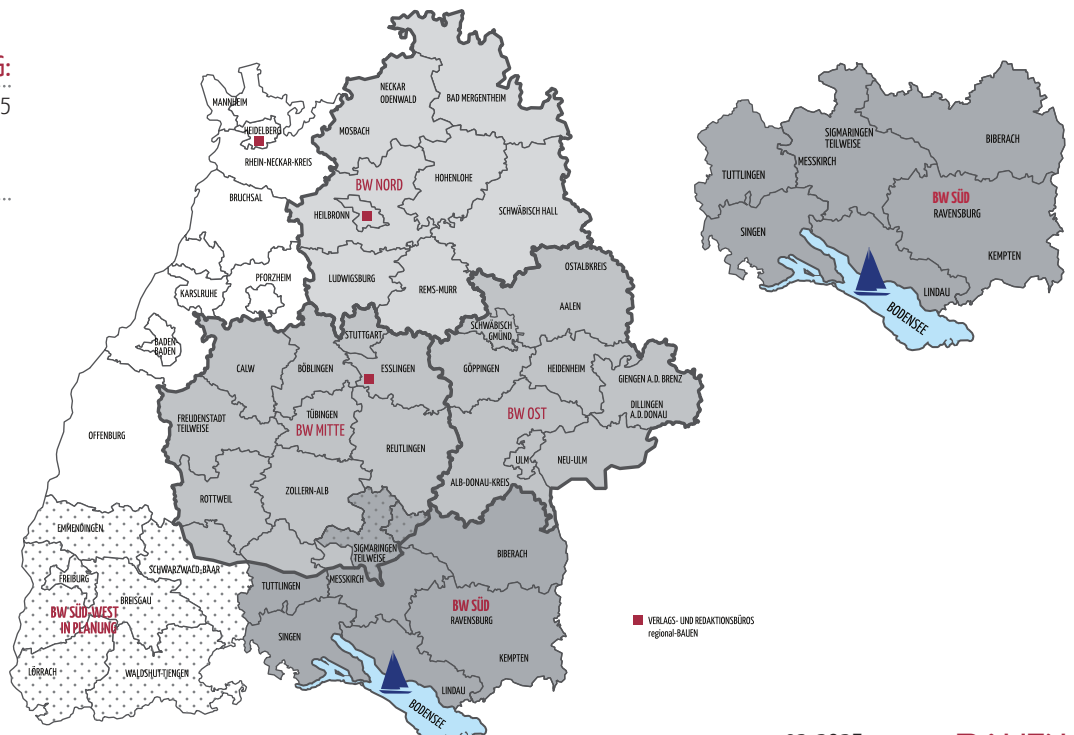 G:
5
MANNHEIM
HEIDELBERG
RHEIN-NECKAR-KREIS
BRUCHSAL
KARLSRUHE
PFORZHEIM
BADEN-
BADEN
OFFENBURG
NECKAR
ODENWALD
BAD MERGENTHEIM
MOSBACH
BW NORD
HOHENLOHE
HEILBRONN
SCHWÄBISCH HALL
LUDWIGSBURG
REMS-MURR
OSTALBKREIS
AALEN
SCHWÄBISCH
GMÜND
GÖPPINGEN
HEIDENHEIM
GIENGEN A.D. BRENZ
DILLINGEN
A.D. DONAU
BW OST
ULM
NEU-ULM
ALB-DONAU-KREIS
STUTTGART
CALW
BÖBLINGEN
ESSLINGEN
FREUDENSTADT
TEILWEISE
TÜBINGEN
BW MITTE
REUTLINGEN
ROTTWEIL
ZOLLERN-ALB
SIGMARINGEN
TEILWEISE
EMMENDINGEN
FREIBURG
SCHWARZWALD-BAAR
BREISGAU
BW SÜD-WEST
IN PLANUNG
LÖRRACH
WALDSHUT-TIENGEN
TUTTLINGEN
MESSKIRCH
BIBERACH
BW SÜD
RAVENSBURG
SINGEN
KEMPTEN
LINDAU
BODENSEE
SIGMARINGEN
TEILWEISE
BIBERACH
MESSKIRCH
TUTTLINGEN
BW SÜD
RAVENSBURG
SINGEN
KEMPTEN
LINDAU
BODENSEE
VERLAGS- UND REDAKTIONSBÜROS
regional-BAUEN